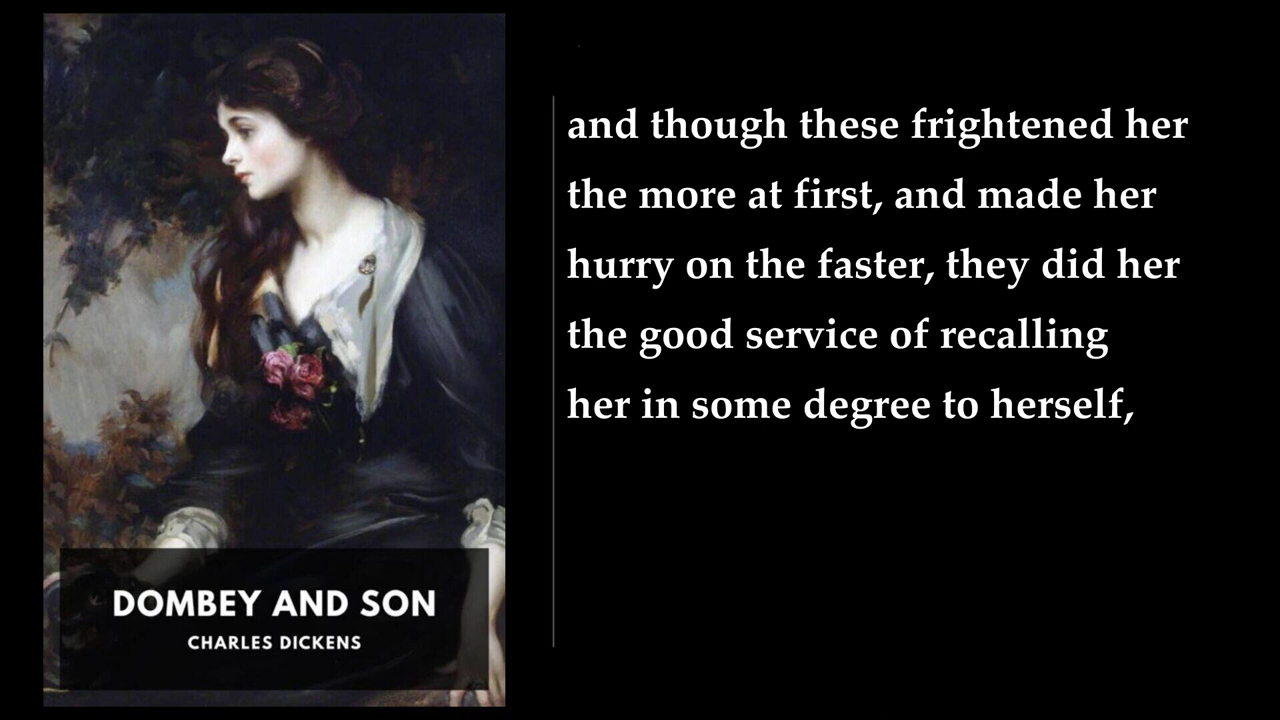 DOMBEY AND SON
CHARLES DICKENS
and though these frightened her
the more at first, and made her
hurry on the faster, they did her
the good service of recalling
her in some degree to herself,